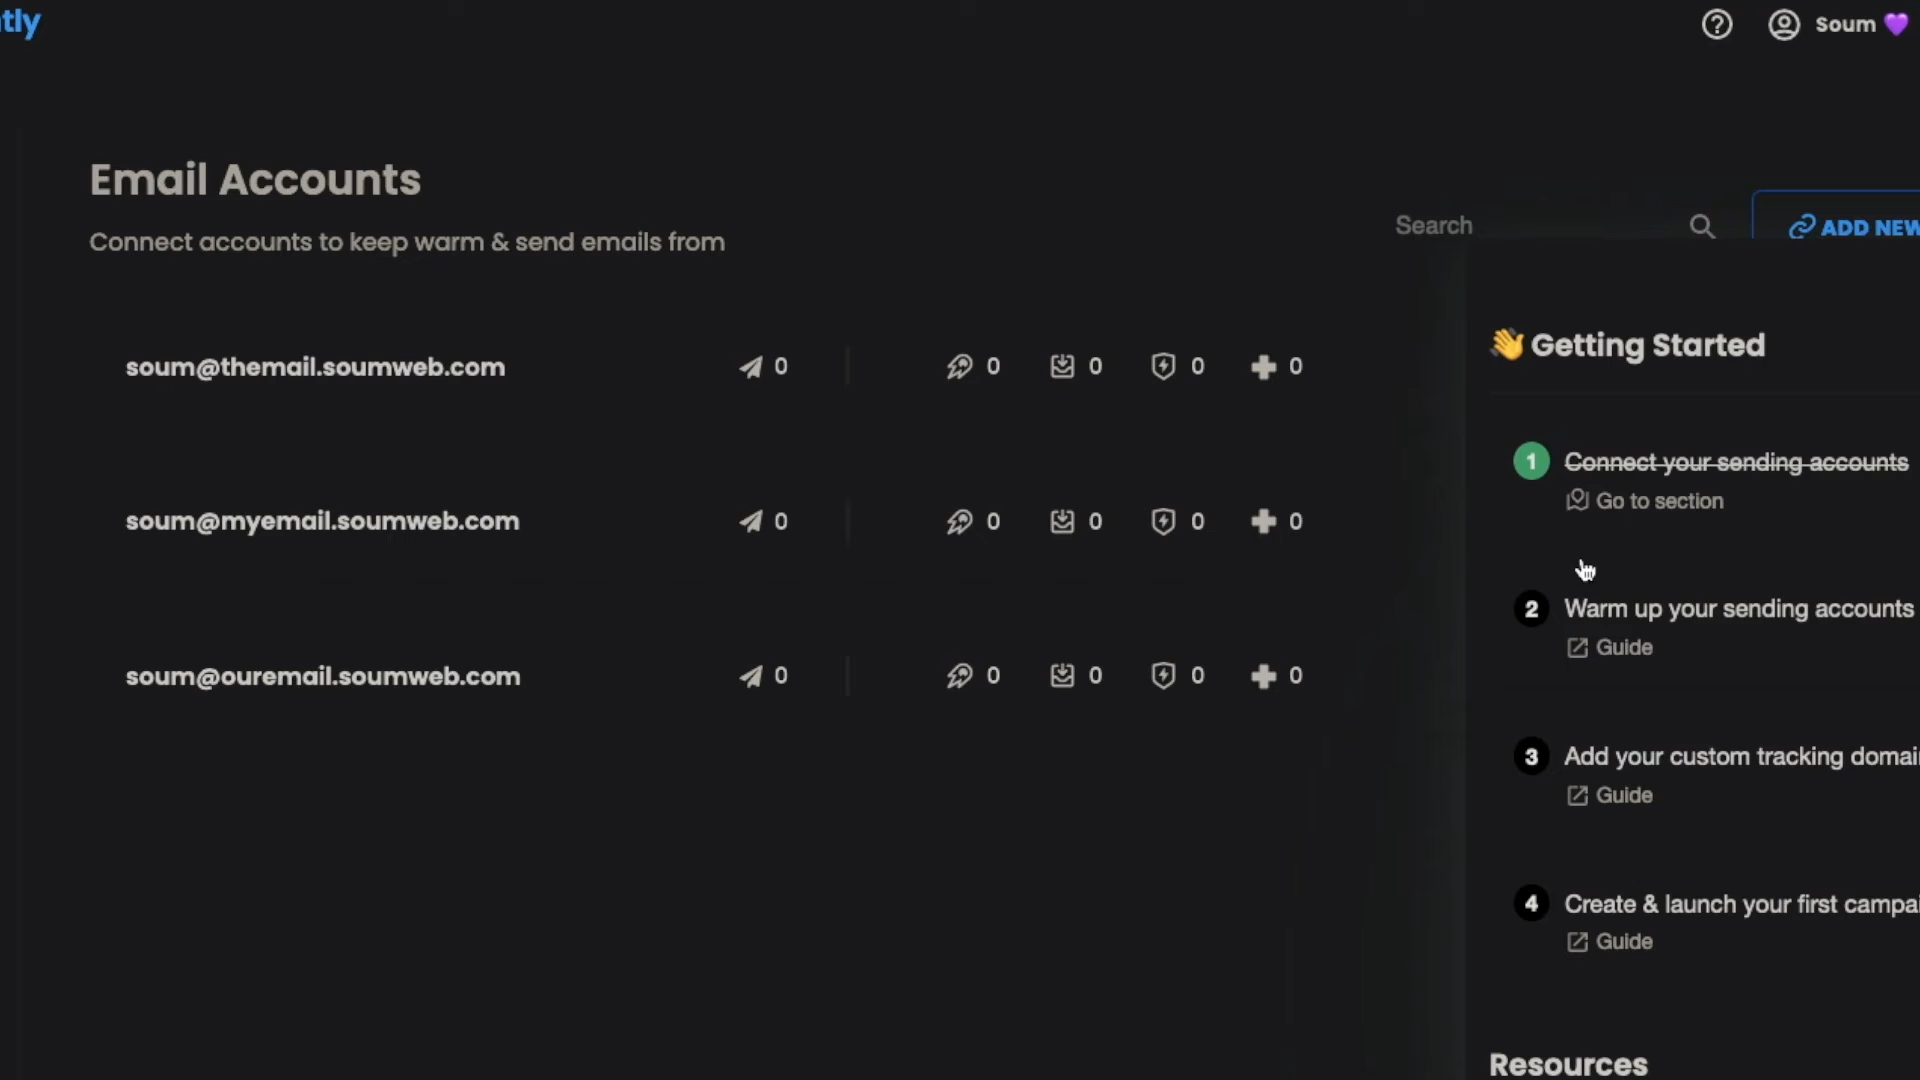 tly
Soum 💜
Email Accounts
Connect accounts to keep warm & send emails from
Search
ADD NEW
soum@themail.soumweb.com 0 0 0 0 0
soum@myemail.soumweb.com 0 0 0 0 0
soum@ouremail.soumweb.com 0 0 0 0 0
👋 Getting Started
1 Connect your sending accounts
Go to section
2 Warm up your sending accounts
Guide
3 Add your custom tracking domai
Guide
4 Create & launch your first campai
Guide
Resources